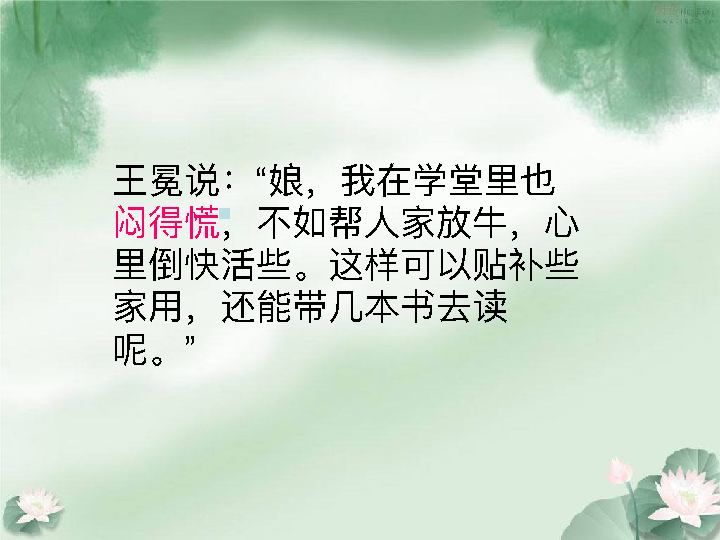 王冕说：“娘，我在学堂里也
闷得慌，不如帮人家放牛，心
里倒快活些。这样可以贴补些
家用，还能带几本书去读
呢。”